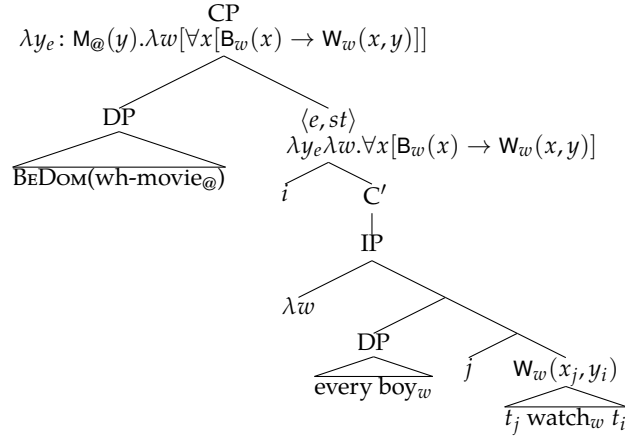 CP
λy_e: M_@(y).λw[∀x[B_w(x) → W_w(x, y)]]
DP
⟨e, st⟩
λy_eλw.∀x[B_w(x) → W_w(x, y)]
BEDOM(wh-movie_@)
i
C′
IP
λw
DP
j
W_w(x_j, y_i)
every boy_w
t_j watch_w t_i